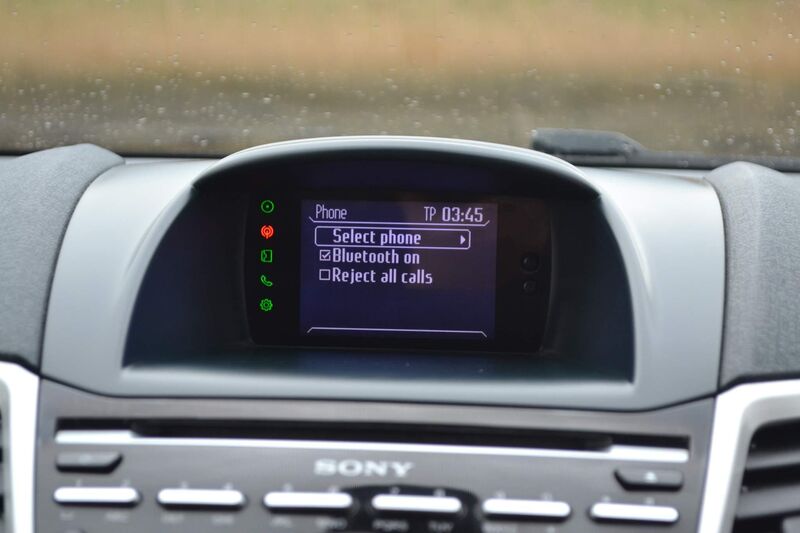 Phone TP 03:45
Select phone
Bluetooth on
Reject all calls
SONY